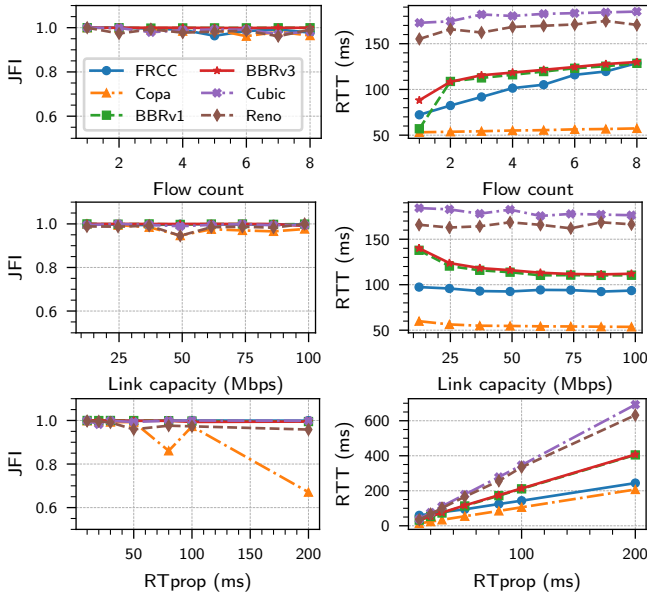 JFI
1.0
0.8
0.6
FRCC
Copa
BBRv1
BBRv3
Cubic
Reno
2 4 6 8
Flow count
RTT (ms)
150
100
50
2 4 6 8
Flow count
JFI
1.0
0.8
0.6
25 50 75 100
Link capacity (Mbps)
RTT (ms)
150
100
50
25 50 75 100
Link capacity (Mbps)
JFI
1.0
0.8
0.6
50 100 150 200
RTprop (ms)
RTT (ms)
600
400
200
0
100 200
RTprop (ms)